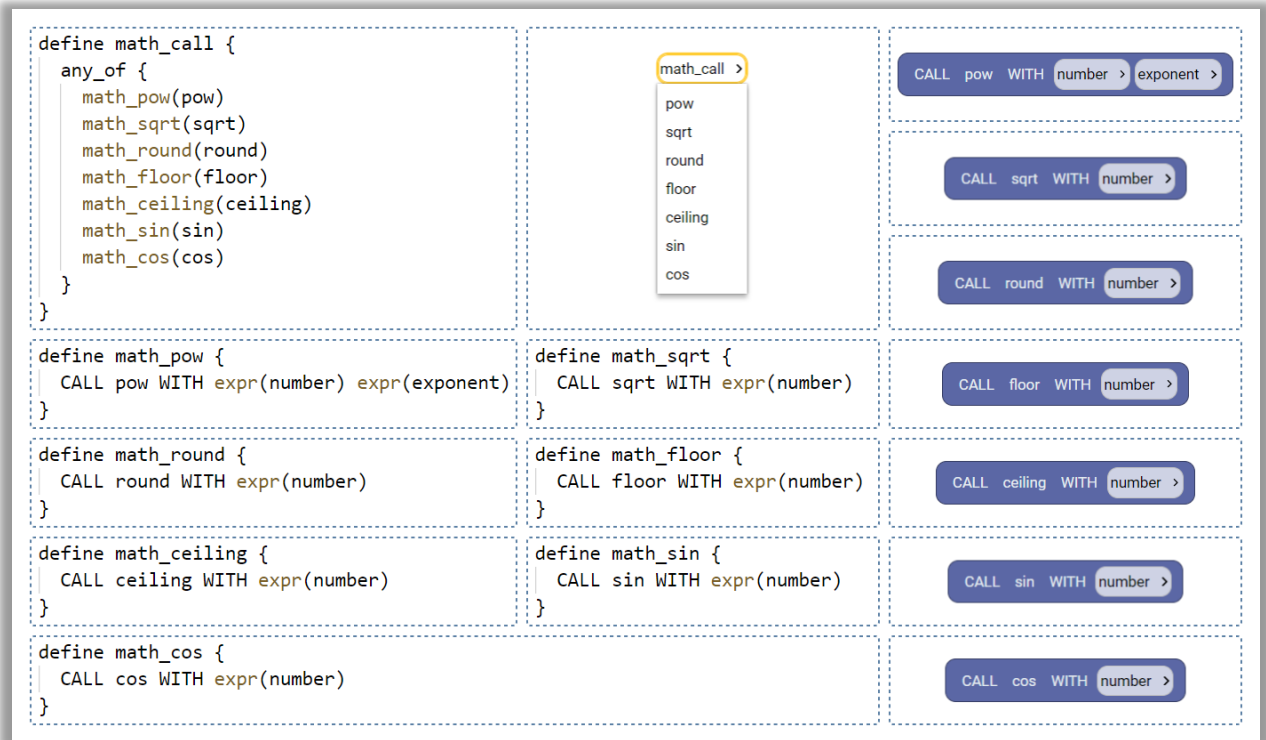 define math_call {
any_of {
math_pow(pow)
math_sqrt(sqrt)
math_round(round)
math_floor(floor)
math_ceiling(ceiling)
math_sin(sin)
math_cos(cos)
}
}
math_call >
pow
sqrt
round
floor
ceiling
sin
cos
CALL pow WITH number > exponent >
CALL sqrt WITH number >
CALL round WITH number >
define math_pow {
CALL pow WITH expr(number) expr(exponent)
}
define math_sqrt {
CALL sqrt WITH expr(number)
}
CALL floor WITH number >
define math_round {
CALL round WITH expr(number)
}
define math_floor {
CALL floor WITH expr(number)
}
CALL ceiling WITH number >
define math_ceiling {
CALL ceiling WITH expr(number)
}
define math_sin {
CALL sin WITH expr(number)
}
CALL sin WITH number >
define math_cos {
CALL cos WITH expr(number)
}
CALL cos WITH number >